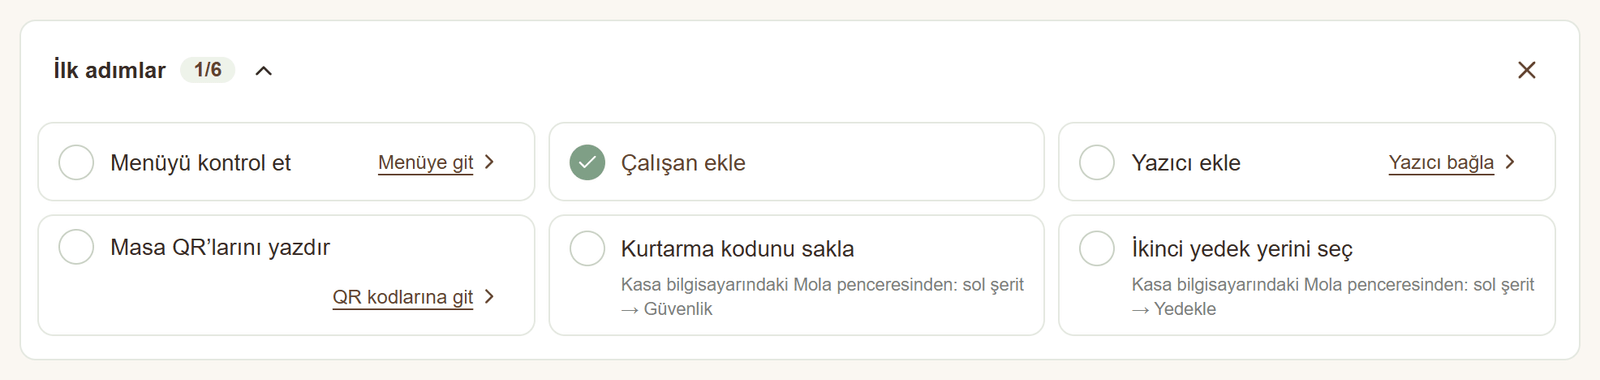 İlk adımlar 1/6
Menüyü kontrol et Menüye git
Çalışan ekle
Yazıcı ekle Yazıcı bağla
Masa QR’larını yazdır
QR kodlarına git
Kurtarma kodunu sakla
Kasa bilgisayarındaki Mola penceresinden: sol şerit
→ Güvenlik
İkinci yedek yerini seç
Kasa bilgisayarındaki Mola penceresinden: sol şerit
→ Yedekle